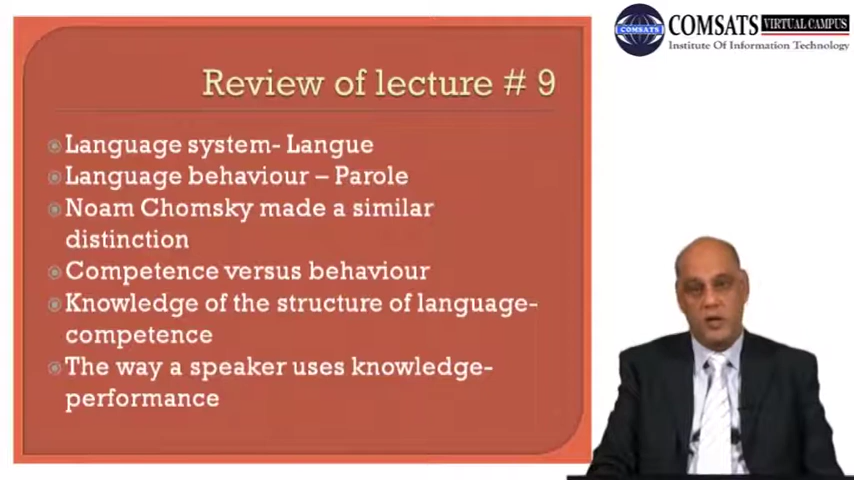 Review of lecture # 9
Language system- Langue
Language behaviour – Parole
Noam Chomsky made a similar
distinction
Competence versus behaviour
Knowledge of the structure of language-
competence
The way a speaker uses knowledge-
performance
COMSATS
COMSATS VIRTUAL CAMPUS
Institute Of Information Technology